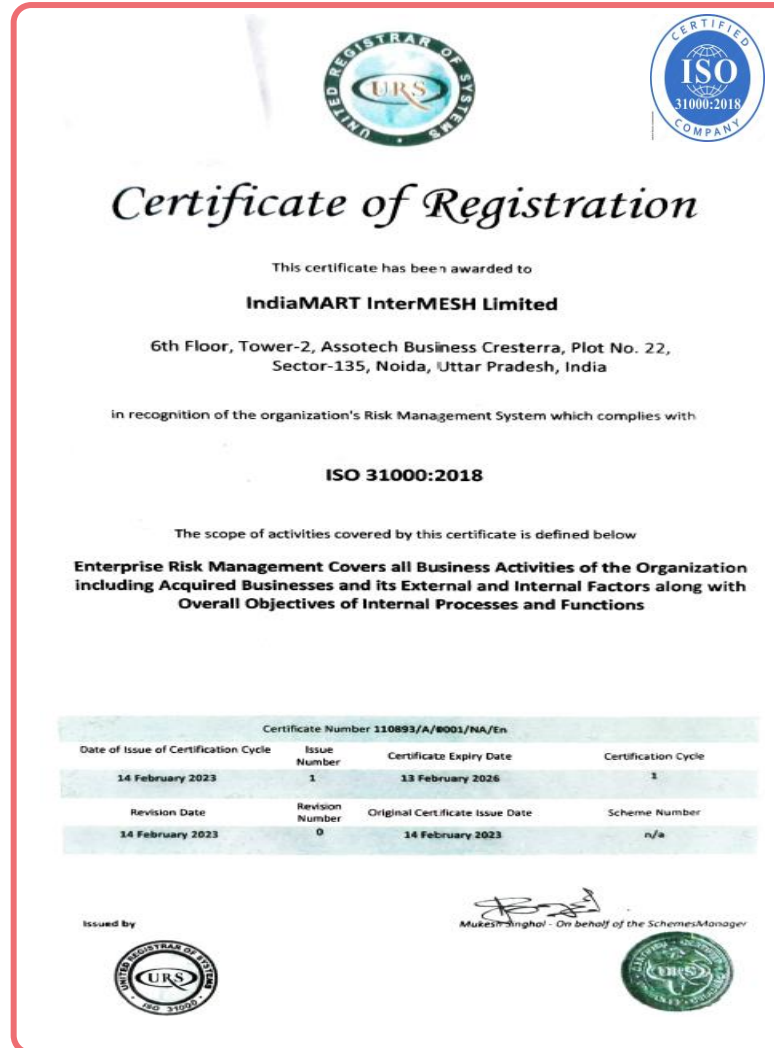 UNITED REGISTRAR OF SYSTEMS
URS
CERTIFIED
ISO
31000:2018
COMPANY
Certificate of Registration
This certificate has been awarded to
IndiaMART InterMESH Limited
6th Floor, Tower-2, Assotech Business Cresterra, Plot No. 22,
Sector-135, Noida, Uttar Pradesh, India
in recognition of the organization's Risk Management System which complies with
ISO 31000:2018
The scope of activities covered by this certificate is defined below
Enterprise Risk Management Covers all Business Activities of the Organization
including Acquired Businesses and its External and Internal Factors along with
Overall Objectives of Internal Processes and Functions
Certificate Number 110893/A/0001/NA/En
Date of Issue of Certification Cycle Issue Number Certificate Expiry Date Certification Cycle
14 February 2023 1 13 February 2026 1
Revision Date Revision Number Original Certificate Issue Date Scheme Number
14 February 2023 0 14 February 2023 n/a
Issued by
Mukesh Singhal - On behalf of the SchemesManager
UNITED REGISTRAR OF SYSTEMS
URS
ISO 31000
URS